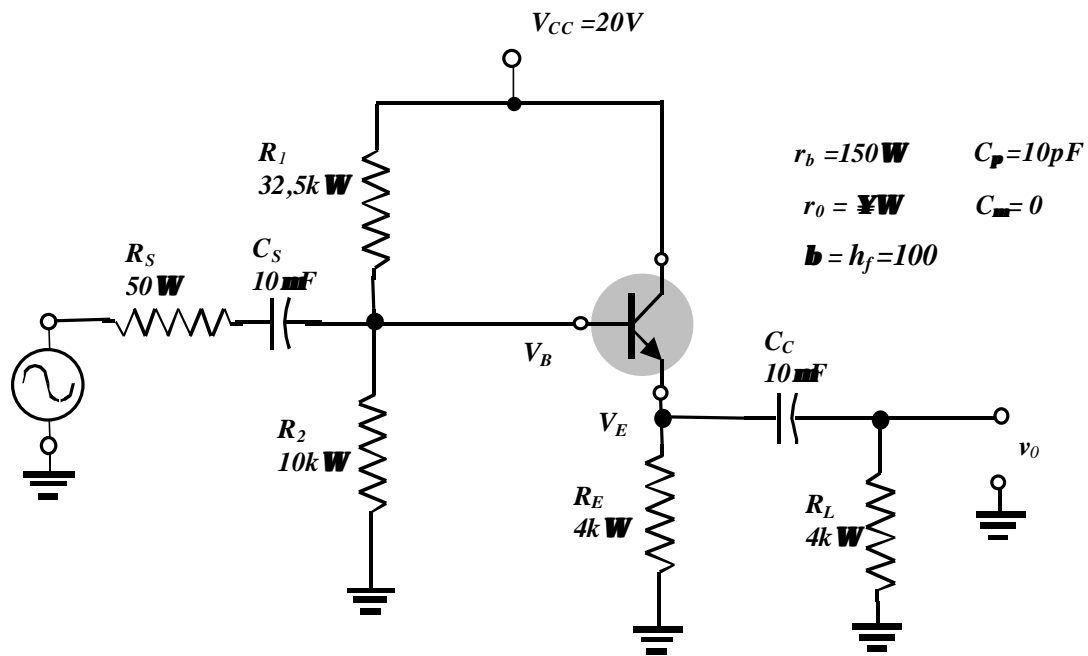 V_CC =20V
R_1
32,5k W
r_b =150 W
C_p=10pF
r_0 = ¥W
C_m= 0
b = h_f=100
R_S
50 W
C_S
10 mF
V_B
C_C
10 mF
V_E
R_2
10k W
R_E
4k W
R_L
4k W
v_0